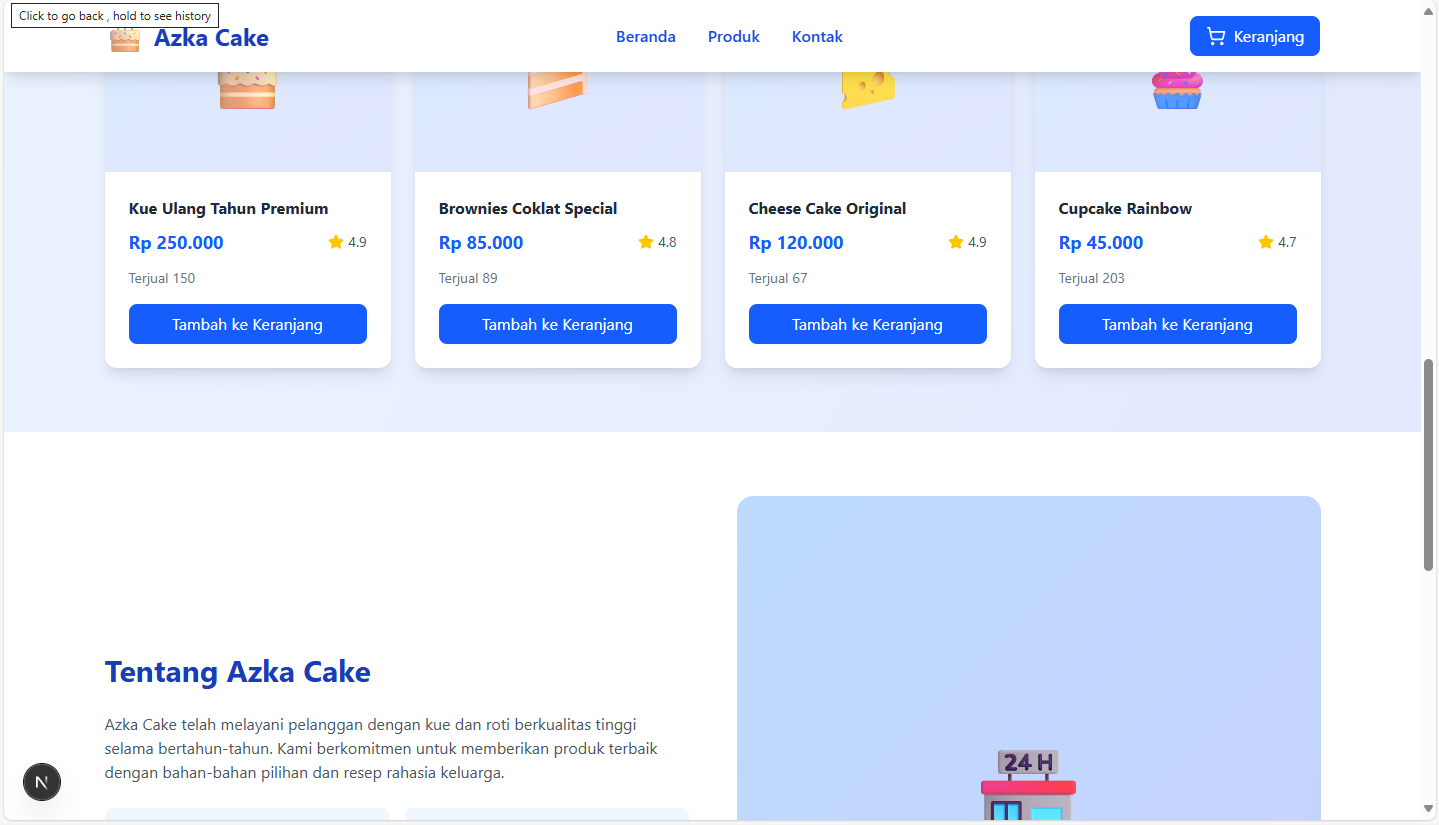 Click to go back , hold to see history
Azka Cake
Beranda
Produk
Kontak
Keranjang
Kue Ulang Tahun Premium
Rp 250.000
4.9
Terjual 150
Tambah ke Keranjang
Brownies Coklat Special
Rp 85.000
4.8
Terjual 89
Tambah ke Keranjang
Cheese Cake Original
Rp 120.000
4.9
Terjual 67
Tambah ke Keranjang
Cupcake Rainbow
Rp 45.000
4.7
Terjual 203
Tambah ke Keranjang
Tentang Azka Cake
Azka Cake telah melayani pelanggan dengan kue dan roti berkualitas tinggi
selama bertahun-tahun. Kami berkomitmen untuk memberikan produk terbaik
dengan bahan-bahan pilihan dan resep rahasia keluarga.
24 H
N